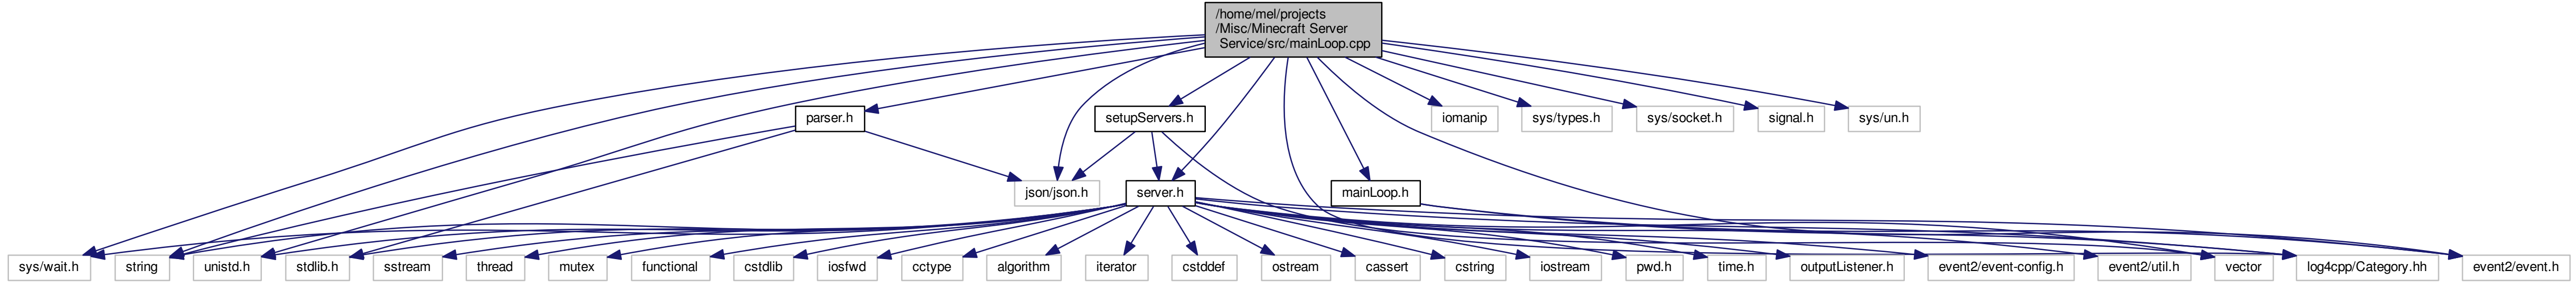 /home/mel/projects
/Misc/Minecraft Server
Service/src/mainLoop.cpp
parser.h
setupServers.h
iomanip
sys/types.h
sys/socket.h
signal.h
sys/un.h
json/json.h
server.h
mainLoop.h
sys/wait.h
string
unistd.h
stdlib.h
sstream
thread
mutex
functional
cstdlib
iosfwd
cctype
algorithm
iterator
cstddef
ostream
cassert
cstring
iostream
pwd.h
time.h
outputListener.h
event2/event-config.h
event2/util.h
vector
log4cpp/Category.hh
event2/event.h